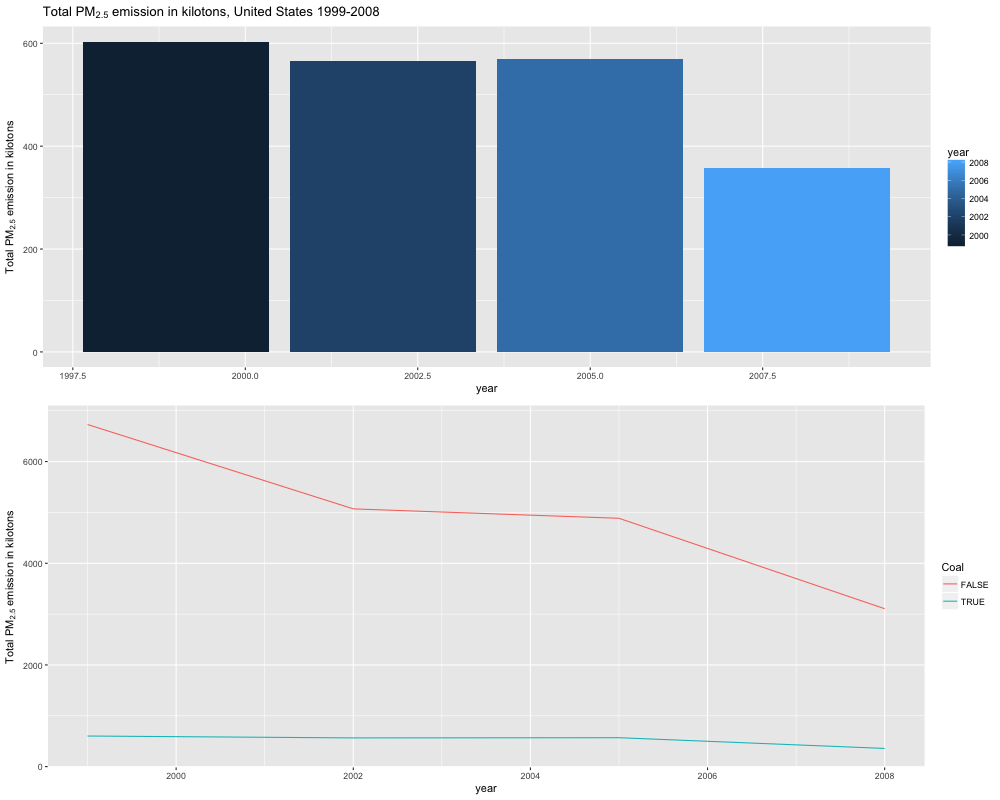 Total PM2.5 emission in kilotons, United States 1999-2008
Total PM2.5 emission in kilotons
600
400
200
0
1997.5
2000.0
2002.5
2005.0
2007.5
year
year
2008
2006
2004
2002
2000
Total PM2.5 emission in kilotons
6000
4000
2000
0
2000
2002
2004
2006
2008
year
Coal
FALSE
TRUE